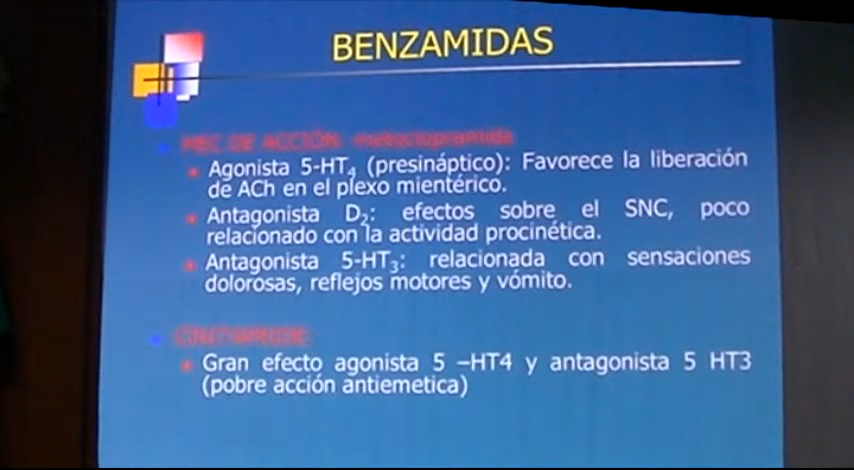 BENZAMIDAS
MEC DE ACCIÓN: metoclopramida
Agonista 5-HT4 (presináptico): Favorece la liberación
de ACh en el plexo mientérico.
Antagonista D2: efectos sobre el SNC, poco
relacionado con la actividad procinética.
Antagonista 5-HT3: relacionada con sensaciones
dolorosas, reflejos motores y vómito.
Gran efecto agonista 5 –HT4 y antagonista 5 HT3
(pobre acción antiemetica)